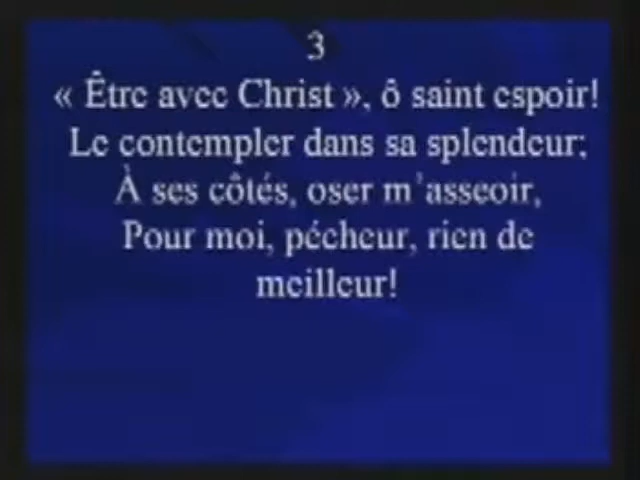 3
« Être avec Christ », ô saint espoir!
Le contempler dans sa splendeur;
À ses côtés, oser m'asseoir,
Pour moi, pécheur, rien de
meilleur!